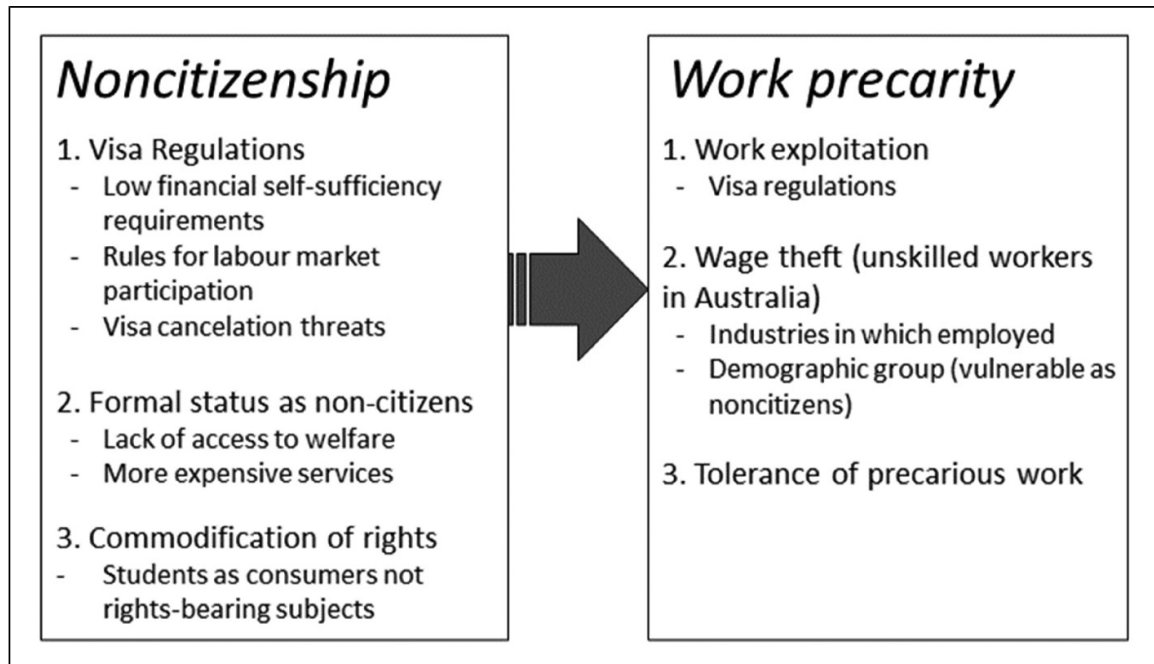 Noncitizenship
1. Visa Regulations
- Low financial self-sufficiency
requirements
- Rules for labour market
participation
- Visa cancelation threats
2. Formal status as non-citizens
- Lack of access to welfare
- More expensive services
3. Commodification of rights
- Students as consumers not
rights-bearing subjects
Work precarity
1. Work exploitation
- Visa regulations
2. Wage theft (unskilled workers
in Australia)
- Industries in which employed
- Demographic group (vulnerable as
noncitizens)
3. Tolerance of precarious work